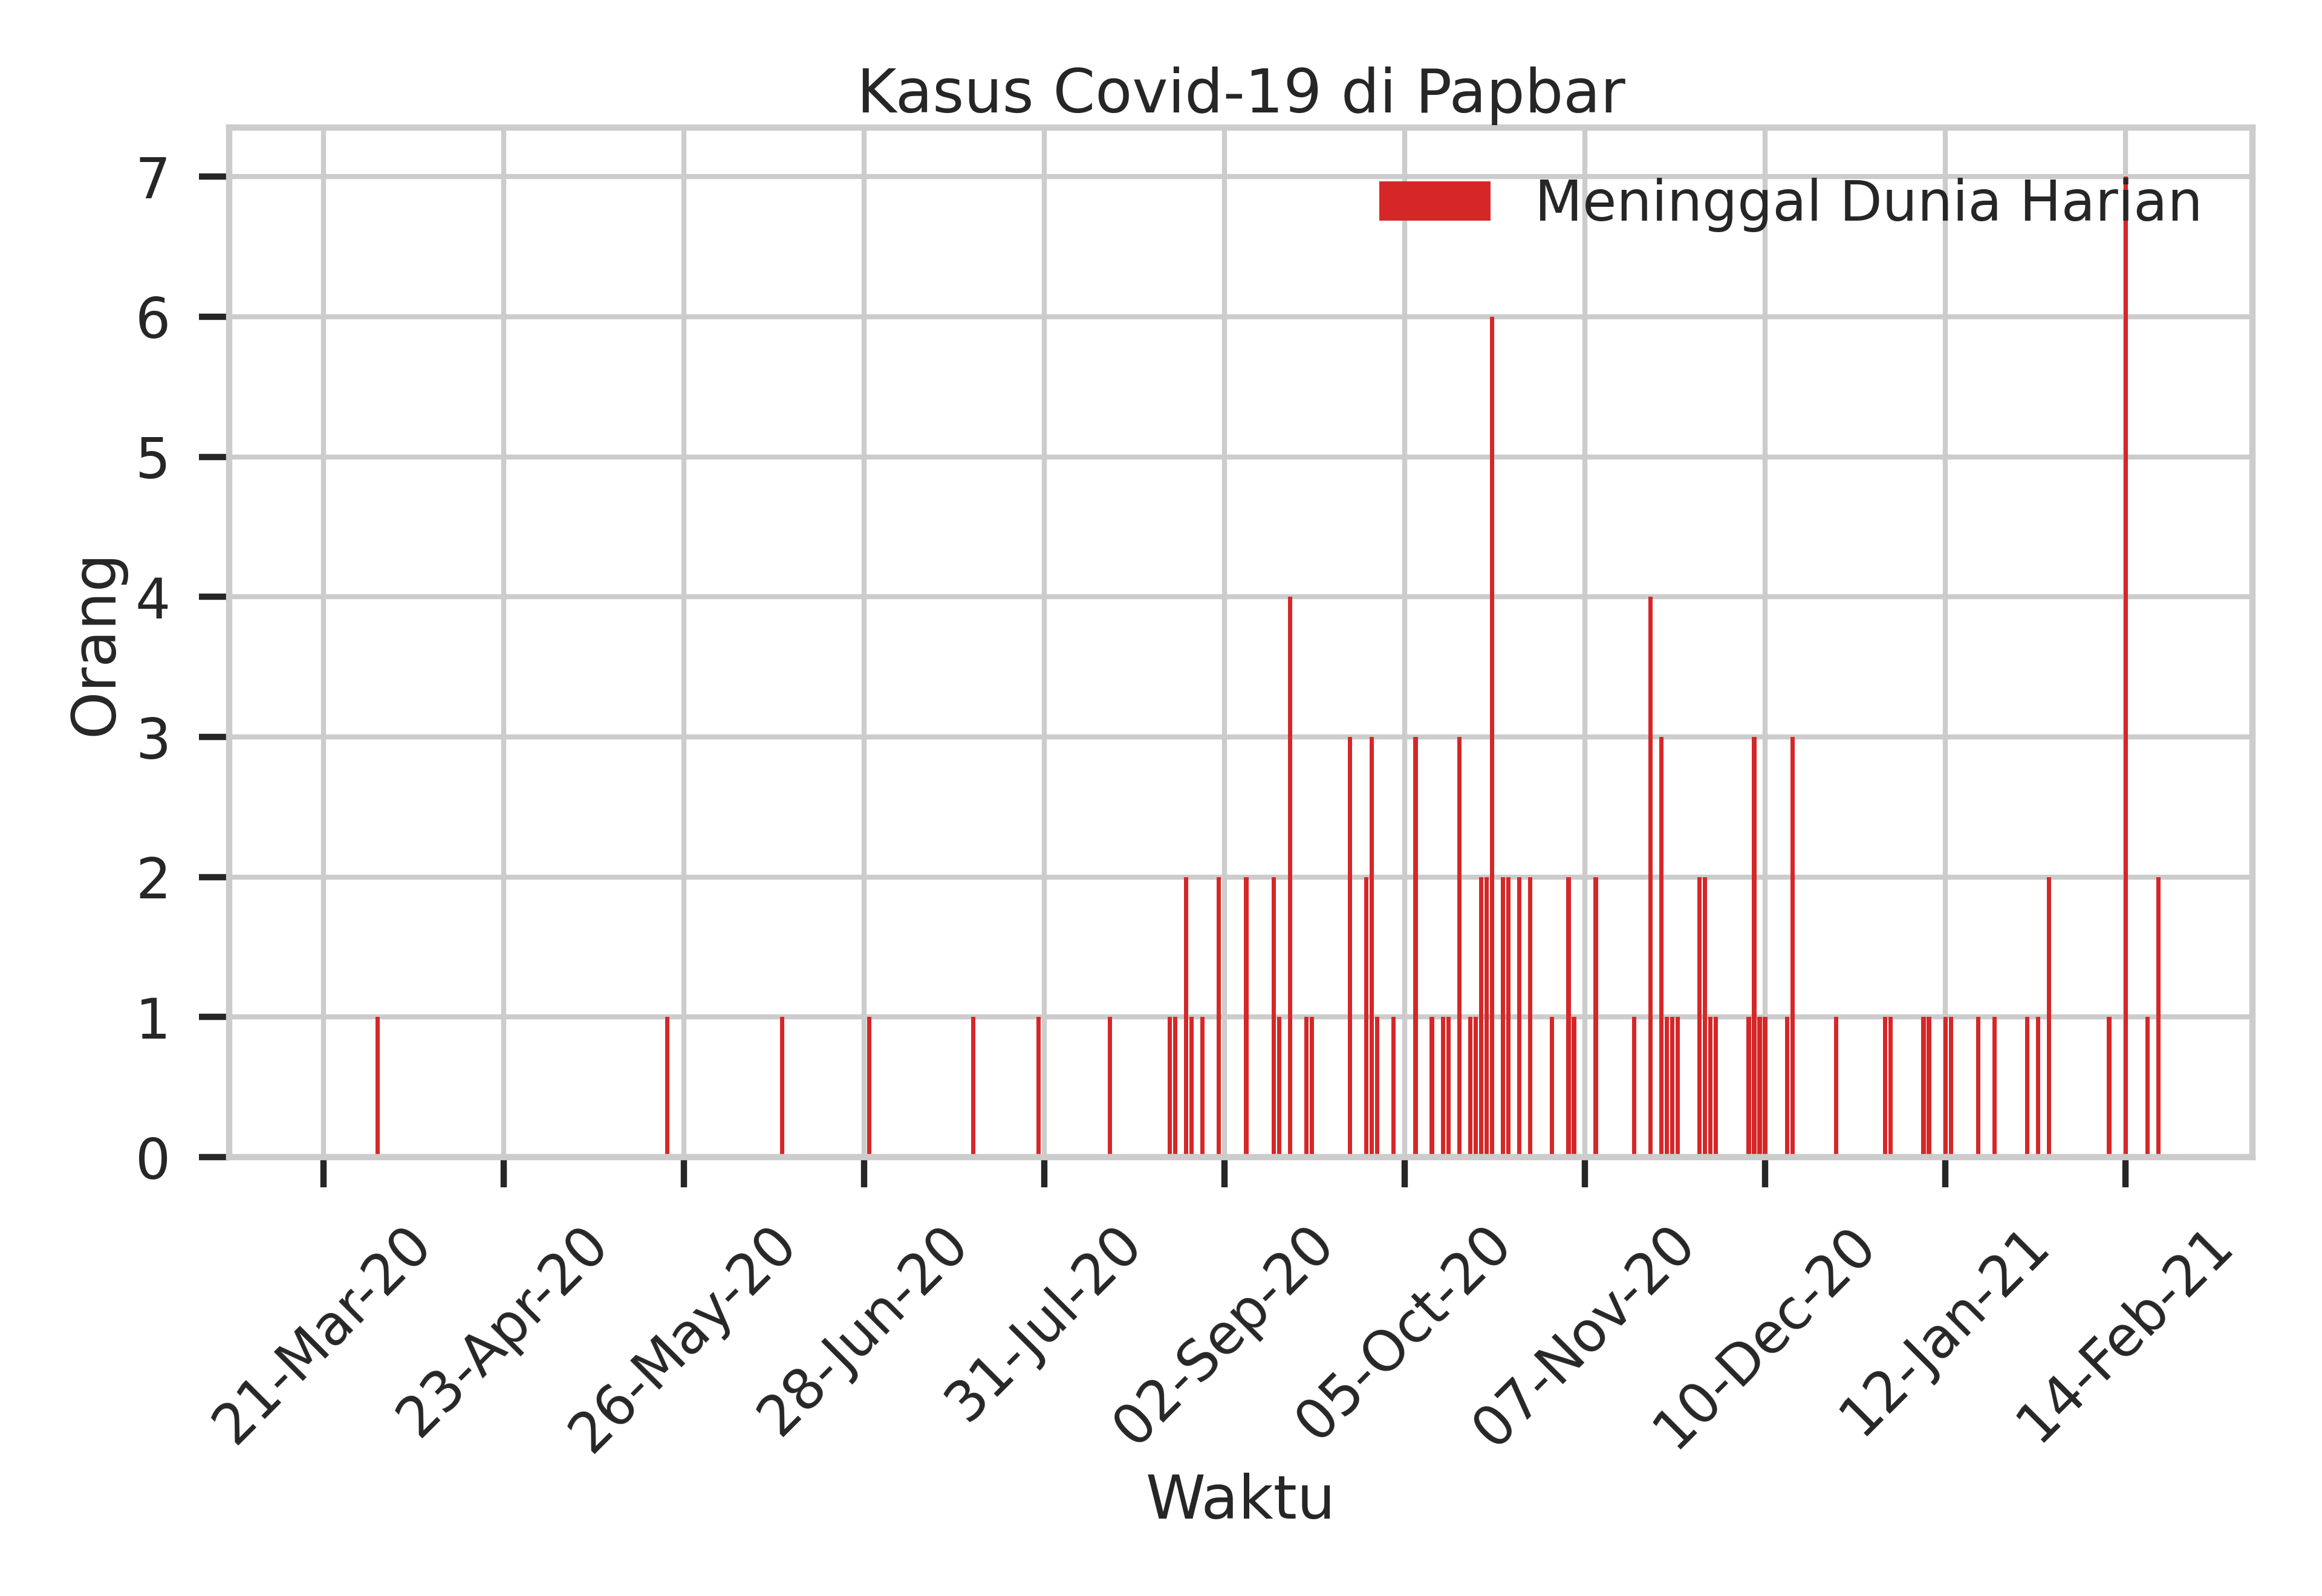 Kasus Covid-19 di Papbar
Meninggal Dunia Harian
Orang
7
6
5
4
3
2
1
0
21-Mar-20
23-Apr-20
26-May-20
28-Jun-20
31-Jul-20
02-Sep-20
05-Oct-20
07-Nov-20
10-Dec-20
12-Jan-21
14-Feb-21
Waktu